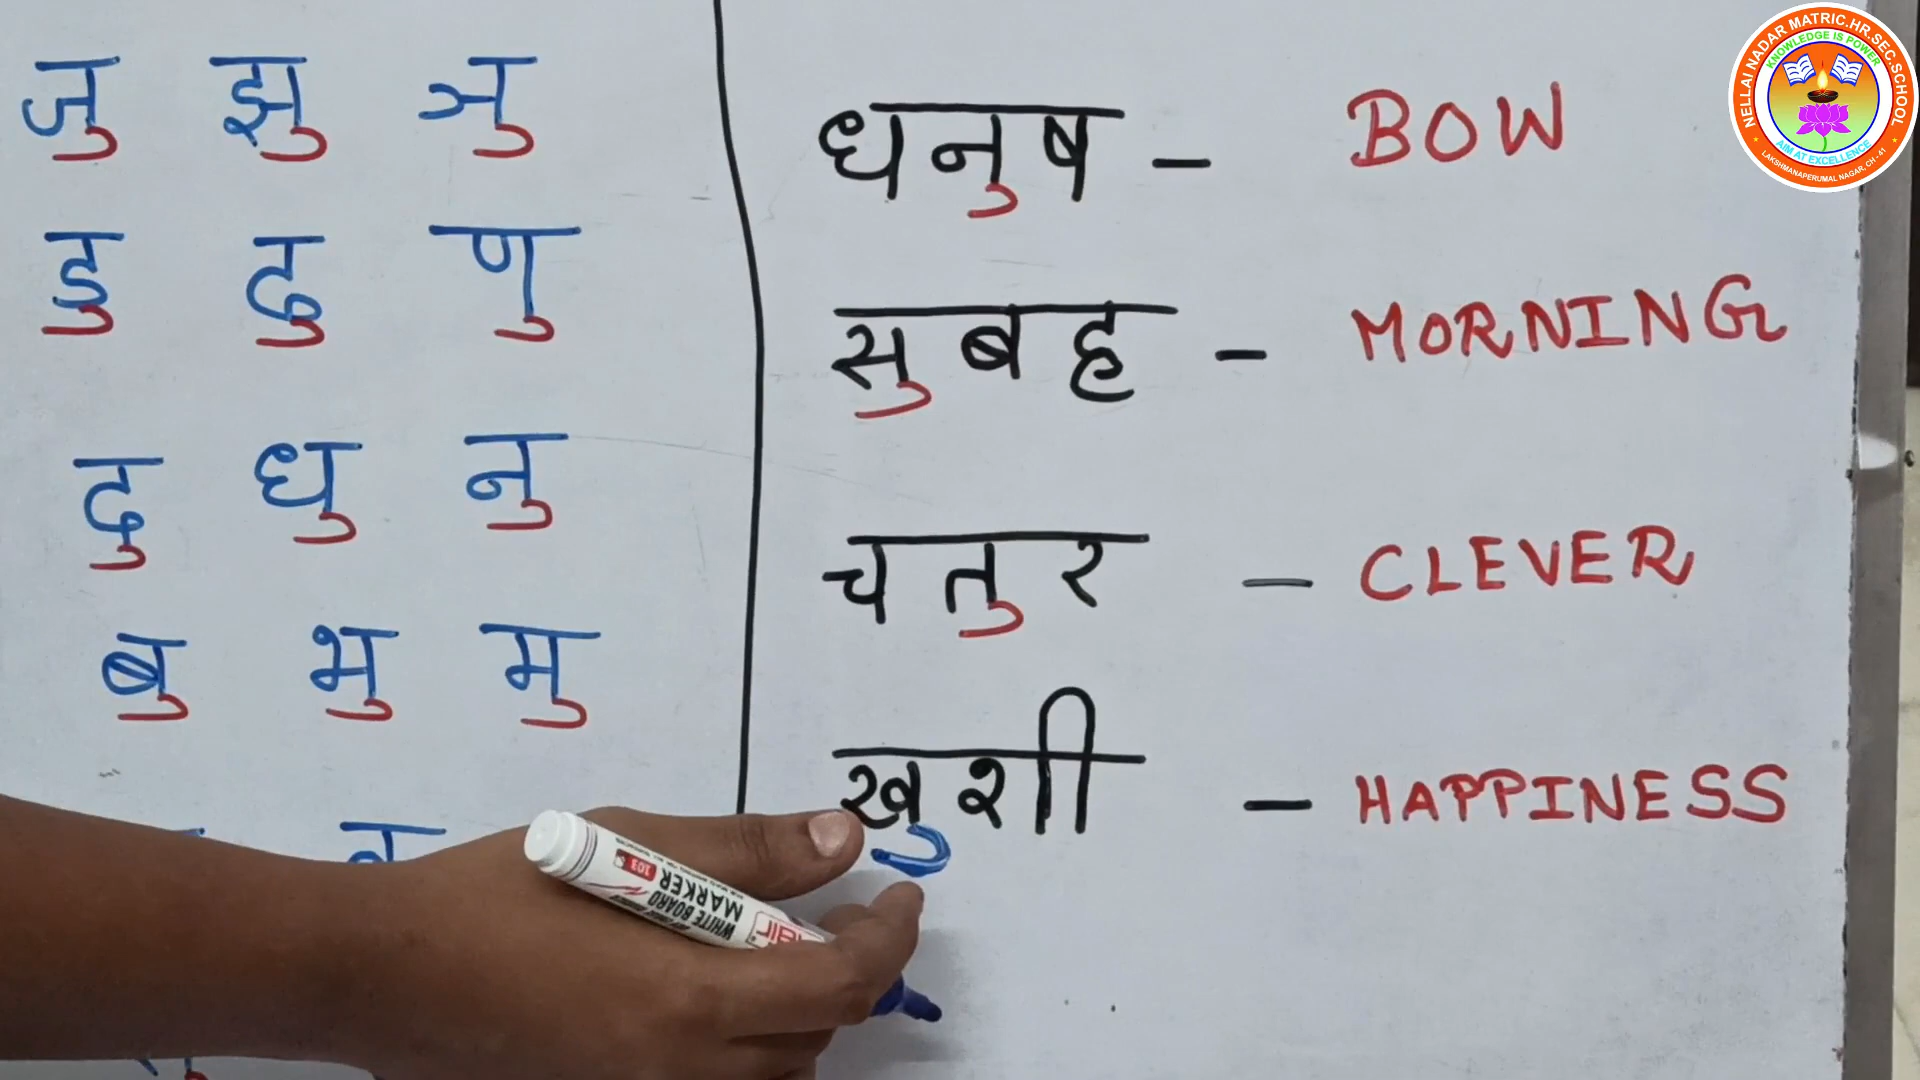 जु झु ञु
डु ढु णु
दु धु नु
बु भु मु
धनुष - BOW
सुबह - MORNING
चतुर - CLEVER
खुशी - HAPPINESS
WHITE BOARD
MARKER
103
NELLAI NADAR MATRIC.HR.SEC.SCHOOL
KNOWLEDGE IS POWER
AIM AT EXCELLENCE
LAKSHMANAPERUMAL NAGAR, CH-41